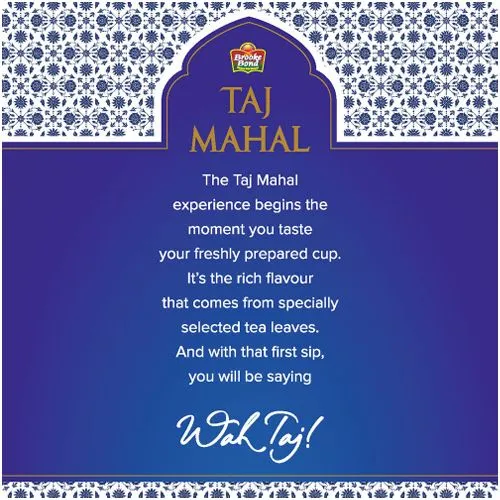 Brooke
Bond
TAJ
MAHAL
The Taj Mahal
experience begins the
moment you taste
your freshly prepared cup.
It's the rich flavour
that comes from specially
selected tea leaves.
And with that first sip,
you will be saying
Wah Taj!